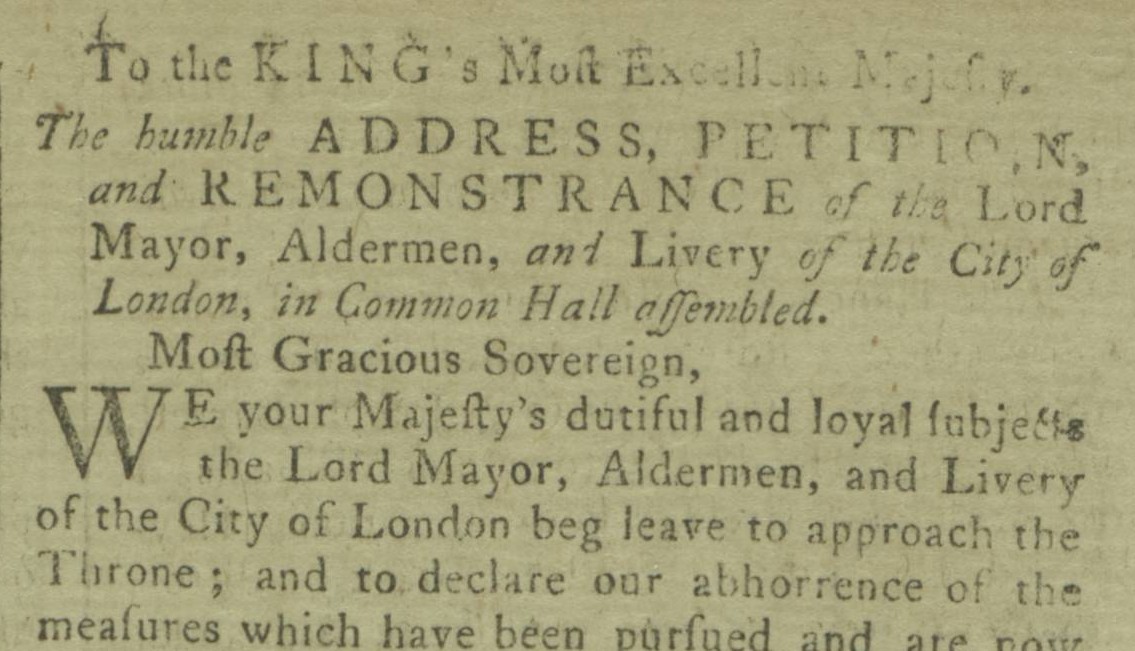 To the KING's Moſt Excellent Majeſty.
The humble ADDRESS, PETITION,
and REMONSTRANCE of the Lord
Mayor, Aldermen, and Livery of the City of
London, in Common Hall aſſembled.
Moſt Gracious Sovereign,
WE your Majeſty's dutiful and loyal ſubjects
the Lord Mayor, Aldermen, and Livery
of the City of London beg leave to approach the
Throne; and to declare our abhorrence of the
meaſures which have been purſued and are now